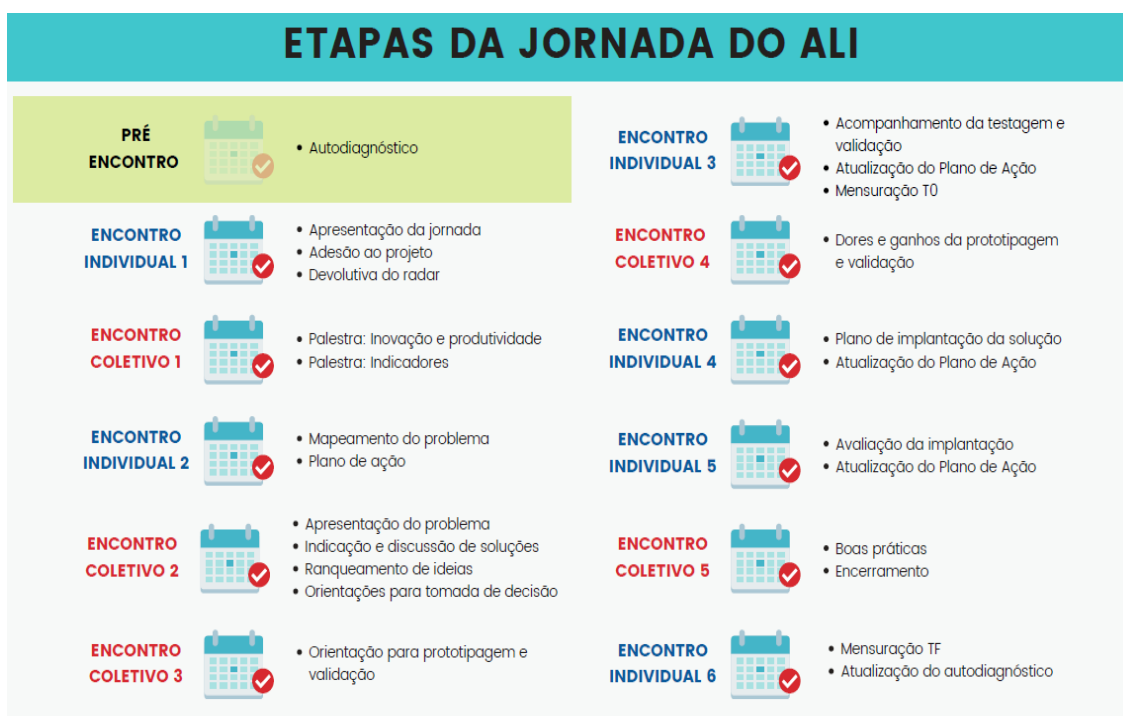 ETAPAS DA JORNADA DO ALI
PRÉ
ENCONTRO
• Autodiagnóstico
ENCONTRO
INDIVIDUAL 1
• Apresentação da jornada
• Adesão ao projeto
• Devolutiva do radar
ENCONTRO
COLETIVO 1
• Palestra: Inovação e produtividade
• Palestra: Indicadores
ENCONTRO
INDIVIDUAL 2
• Mapeamento do problema
• Plano de ação
ENCONTRO
COLETIVO 2
• Apresentação do problema
• Indicação e discussão de soluções
• Ranqueamento de ideias
• Orientações para tomada de decisão
ENCONTRO
COLETIVO 3
• Orientação para prototipagem e
validação
ENCONTRO
INDIVIDUAL 3
• Acompanhamento da testagem e
validação
• Atualização do Plano de Ação
• Mensuração T0
ENCONTRO
COLETIVO 4
• Dores e ganhos da prototipagem
e validação
ENCONTRO
INDIVIDUAL 4
• Plano de implantação da solução
• Atualização do Plano de Ação
ENCONTRO
INDIVIDUAL 5
• Avaliação da implantação
• Atualização do Plano de Ação
ENCONTRO
COLETIVO 5
• Boas práticas
• Encerramento
ENCONTRO
INDIVIDUAL 6
• Mensuração TF
• Atualização do autodiagnóstico